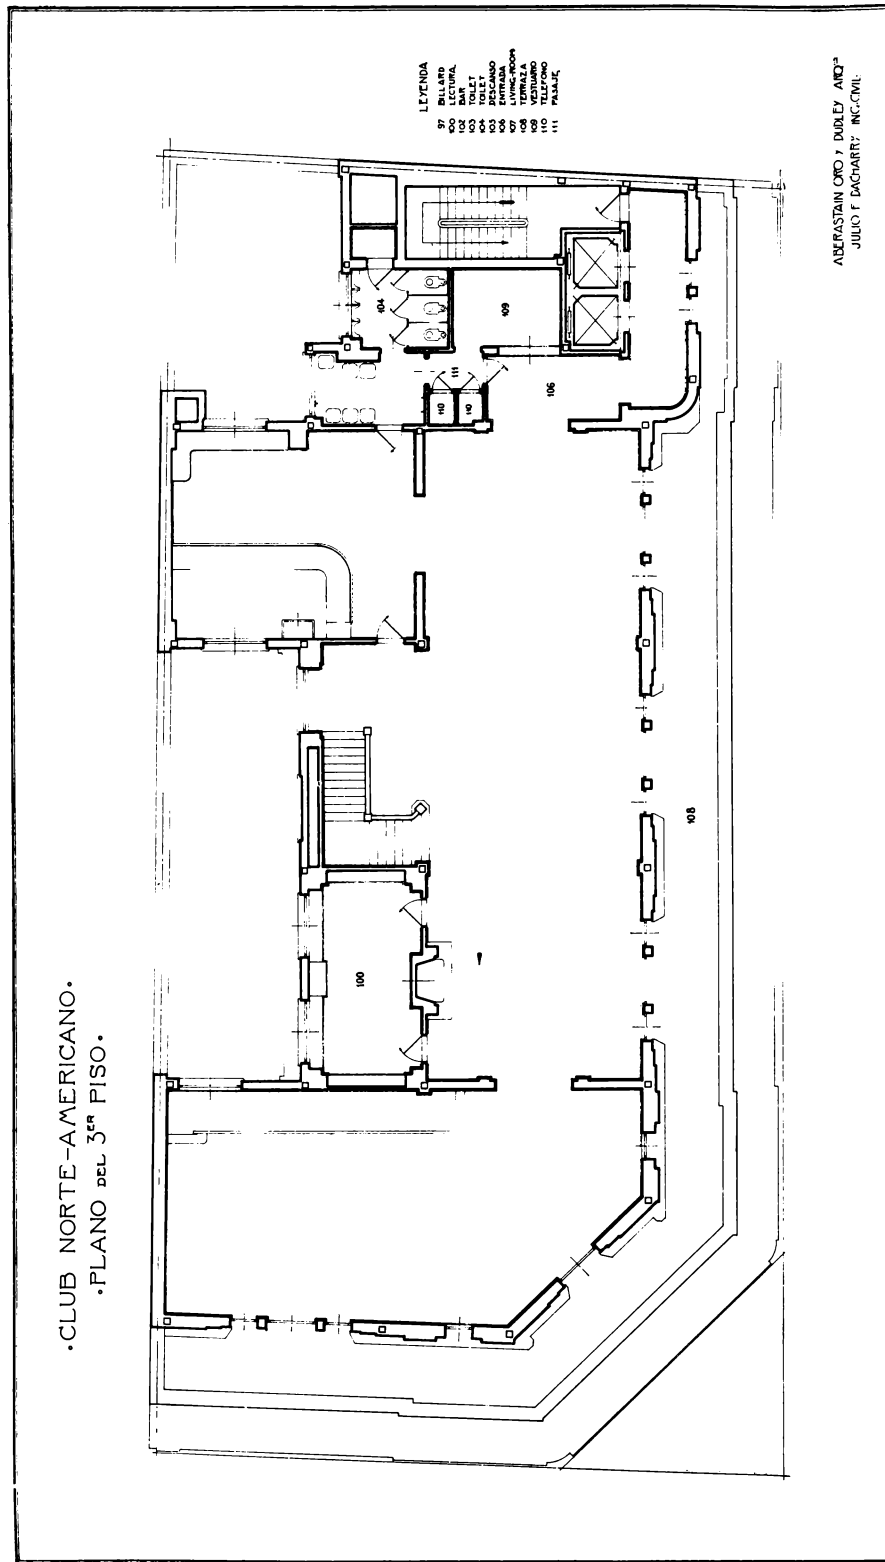 .CLUB NORTE-AMERICANO.
.PLANO DEL 3ER PISO.
LEYENDA
97 BILLARD
100 LECTURA
102 BAR
103 TOILET
104 TOILET
105 DESCANSO
106 ENTRADA
107 LIVING-ROOM
108 TERRAZA
109 VESTUARIO
110 TELEFONO
111 PASAJE
104
109
111
110
110
106
108
100
ABERASTAIN ORO y DUDLEY ARQTS
JULIO F. DACHARRY ING. CIVIL.